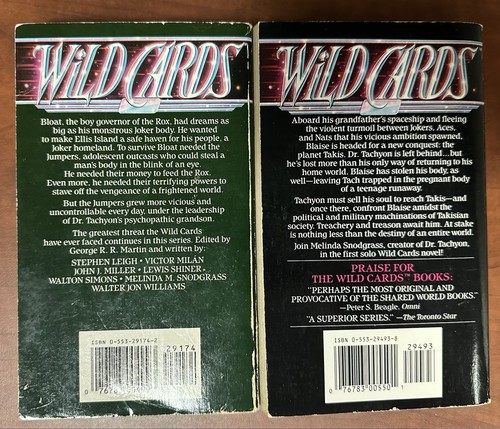 WILD CARDS
Bloat, the boy governor of the Rox, had dreams as
big as his monstrous Joker body. He wanted
to make Ellis Island a safe haven for his people, a
Joker homeland. To survive Bloat needed the
Jumpers, adolescent outcasts who could steal a
man's body in the blink of an eye.
He needed their money to feed the Rox.
Even more, he needed their terrifying powers to
stave off the vengeance of a frightened world.
But the Jumpers grew more vicious and
uncontrollable every day, under the leadership
of Dr. Tachyon's psychopathic grandson.
The greatest threat the Wild Cards
have ever faced continues in this series. Edited by
George R. R. Martin and written by:
STEPHEN LEIGH • VICTOR MILÁN
JOHN J. MILLER • LEWIS SHINER
WALTON SIMONS • MELINDA M. SNODGRASS
WALTER JON WILLIAMS
ISBN 0-553-29174-2
29174
WILD CARDS
Aboard his grandfather's spaceship and fleeing
the violent turmoil between Jokers, Aces,
and Nats that his vicious ambition spawned,
Blaise is headed for a new conquest: the
planet Takis. Dr. Tachyon is left behind...but
he's lost more than his only way of returning to his
home world. Blaise has stolen his body, as
well—leaving Tach trapped in the pregnant body
of a teenage runaway.
Tachyon must sell his soul to reach Takis—and
once there, confront Blaise amidst the
political and military machinations of Takisian
society. Treachery and treason await him. At stake
is nothing less than the destiny of an entire world.
Join Melinda Snodgrass, creator of Dr. Tachyon,
in the first solo Wild Cards novel!
PRAISE FOR
THE WILD CARDS™ BOOKS:
"PERHAPS THE MOST ORIGINAL AND
PROVOCATIVE OF THE SHARED WORLD BOOKS."
—Peter S. Beagle, Omni
"A SUPERIOR SERIES." —The Toronto Star
ISBN 0-553-29493-8
29493
0 76783 00550